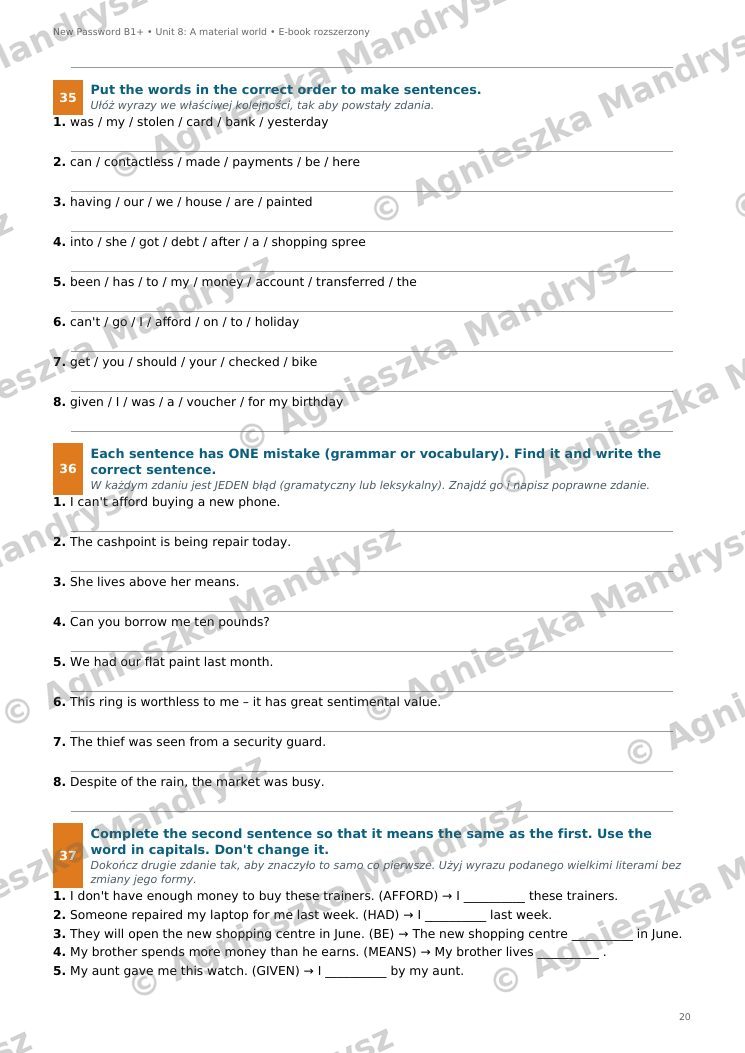 New Password B1+ • Unit 8: A material world • E-book rozszerzony
35 Put the words in the correct order to make sentences.
Ułóż wyrazy we właściwej kolejności, tak aby powstały zdania.
1. was / my / stolen / card / bank / yesterday
2. can / contactless / made / payments / be / here
3. having / our / we / house / are / painted
4. into / she / got / debt / after / a / shopping spree
5. been / has / to / my / money / account / transferred / the
6. can't / go / I / afford / on / to / holiday
7. get / you / should / your / checked / bike
8. given / I / was / a / voucher / for my birthday
36 Each sentence has ONE mistake (grammar or vocabulary). Find it and write the
correct sentence.
W każdym zdaniu jest JEDEN błąd (gramatyczny lub leksykalny). Znajdź go i napisz poprawne zdanie.
1. I can't afford buying a new phone.
2. The cashpoint is being repair today.
3. She lives above her means.
4. Can you borrow me ten pounds?
5. We had our flat paint last month.
6. This ring is worthless to me – it has great sentimental value.
7. The thief was seen from a security guard.
8. Despite of the rain, the market was busy.
37 Complete the second sentence so that it means the same as the first. Use the
word in capitals. Don't change it.
Dokończ drugie zdanie tak, aby znaczyło to samo co pierwsze. Użyj wyrazu podanego wielkimi literami bez
zmiany jego formy.
1. I don't have enough money to buy these trainers. (AFFORD) → I __________ these trainers.
2. Someone repaired my laptop for me last week. (HAD) → I __________ last week.
3. They will open the new shopping centre in June. (BE) → The new shopping centre __________ in June.
4. My brother spends more money than he earns. (MEANS) → My brother lives __________ .
5. My aunt gave me this watch. (GIVEN) → I __________ by my aunt.
20
© Agnieszka Mandrysz